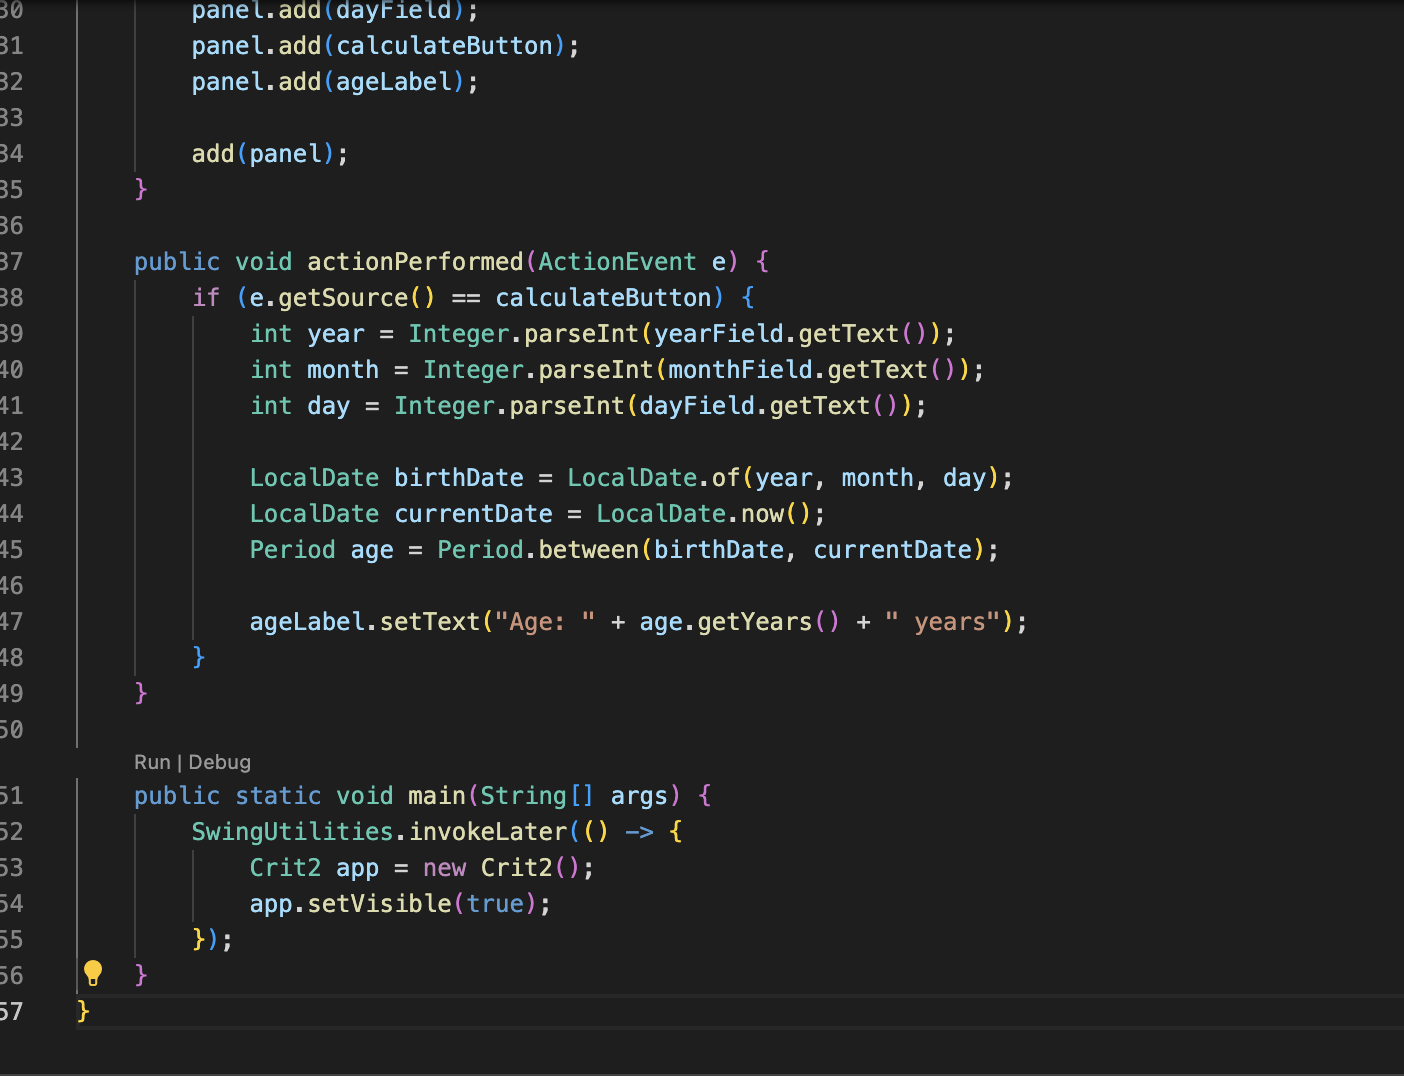 30 panel.add(dayField);
31 panel.add(calculateButton);
32 panel.add(ageLabel);
33
34 add(panel);
35 }
36
37 public void actionPerformed(ActionEvent e) {
38 if (e.getSource() == calculateButton) {
39 int year = Integer.parseInt(yearField.getText());
40 int month = Integer.parseInt(monthField.getText());
41 int day = Integer.parseInt(dayField.getText());
42
43 LocalDate birthDate = LocalDate.of(year, month, day);
44 LocalDate currentDate = LocalDate.now();
45 Period age = Period.between(birthDate, currentDate);
46
47 ageLabel.setText("Age: " + age.getYears() + " years");
48 }
49 }
50
Run | Debug
51 public static void main(String[] args) {
52 SwingUtilities.invokeLater(() -> {
53 Crit2 app = new Crit2();
54 app.setVisible(true);
55 });
56 }
57 }